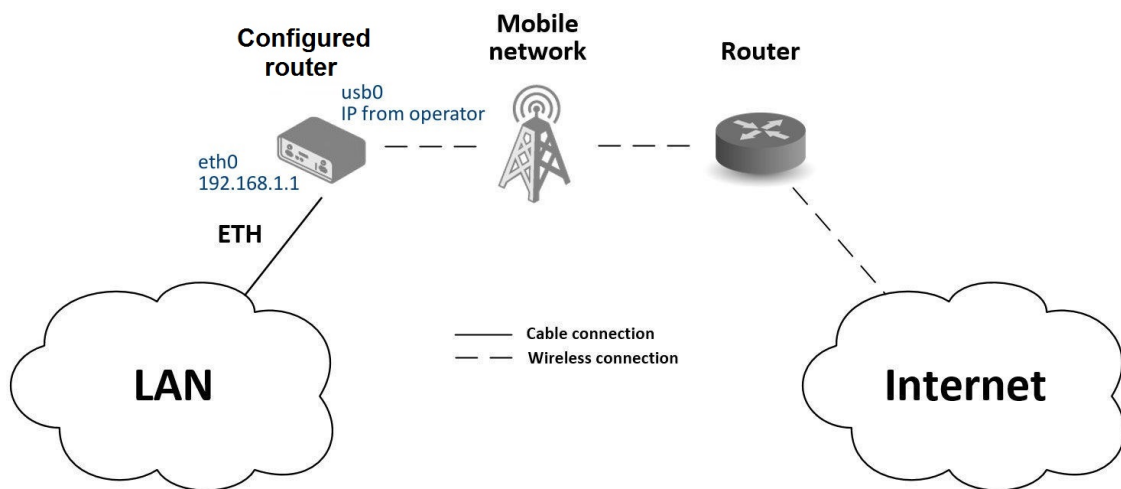 Configured
router
Mobile
network
Router
usb0
IP from operator
eth0
192.168.1.1
ETH
Cable connection
Wireless connection
LAN
Internet